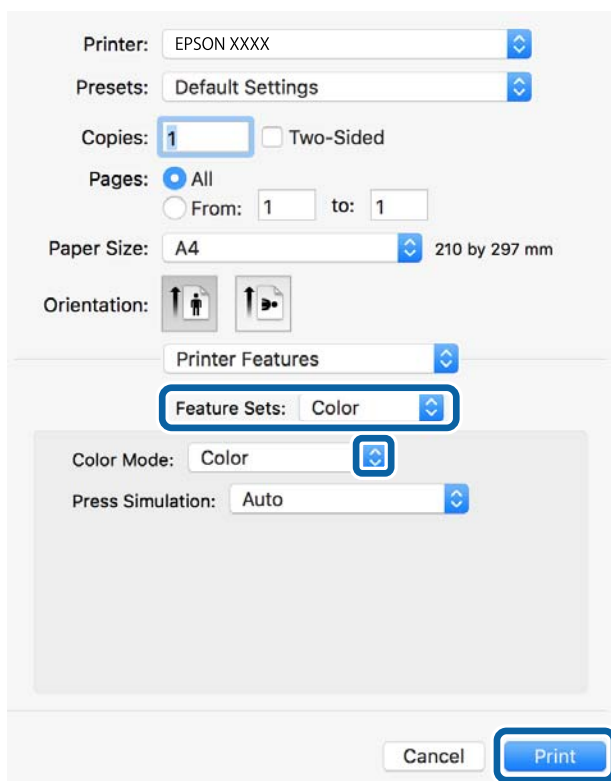 Printer: EPSON XXXX
Presets: Default Settings
Copies: 1 Two-Sided
Pages: All
From: 1 to: 1
Paper Size: A4 210 by 297 mm
Orientation:
Printer Features
Feature Sets: Color
Color Mode: Color
Press Simulation: Auto
Cancel Print